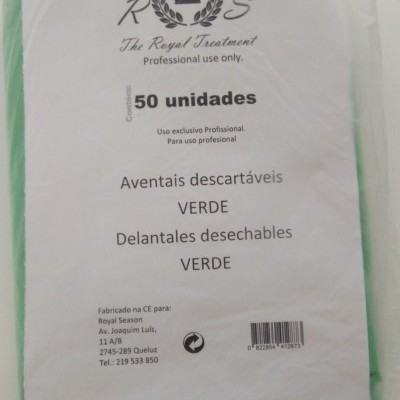 R S
The Royal Treatment
Professional use only.
Contém: 50 unidades
Uso exclusivo Profissional.
Para uso profesional
Aventais descartáveis
VERDE
Delantales desechables
VERDE
Fabricado na CE para:
Royal Season
Av. Joaquim Luís,
11 A/B
2745-289 Queluz
Tel.: 219 533 850